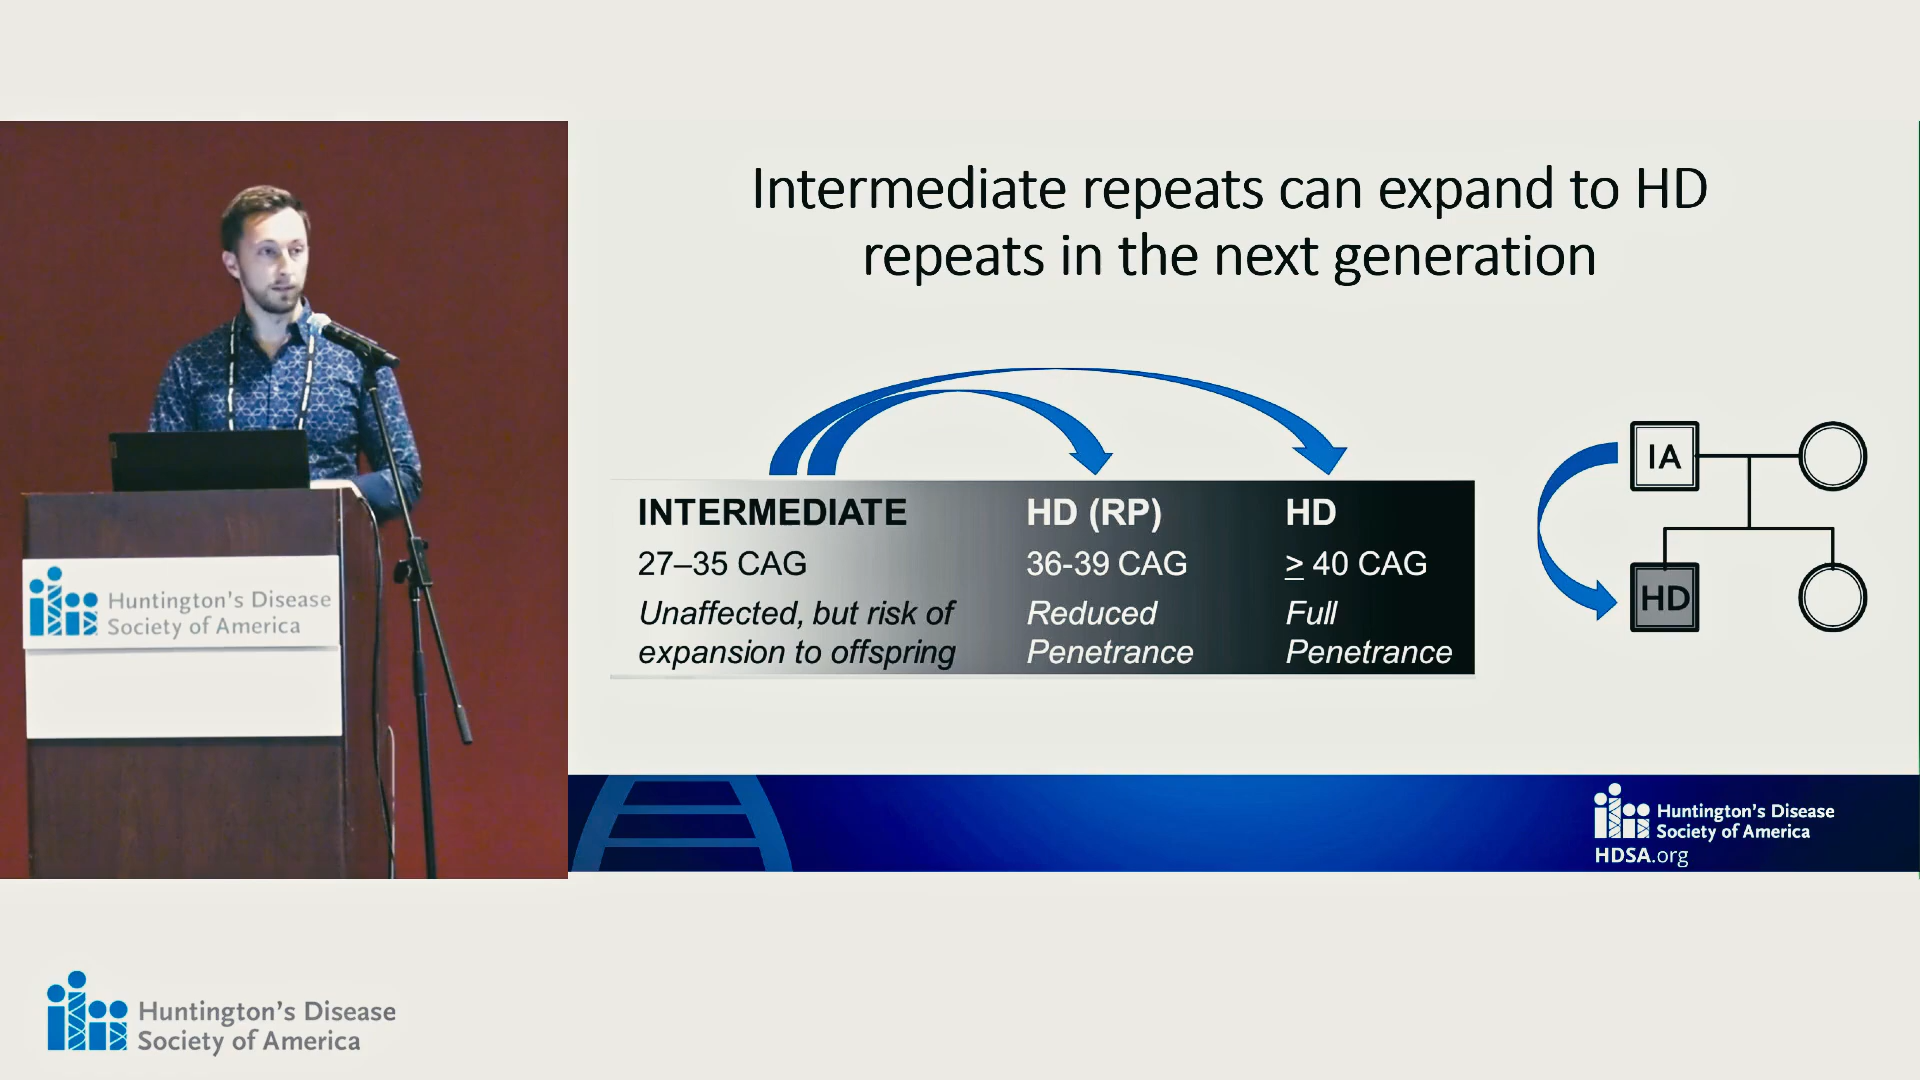 Intermediate repeats can expand to HD
repeats in the next generation
INTERMEDIATE
27–35 CAG
Unaffected, but risk of
expansion to offspring
HD (RP)
36-39 CAG
Reduced
Penetrance
HD
≥ 40 CAG
Full
Penetrance
IA
HD
Huntington's Disease
Society of America
Huntington's Disease
Society of America
HDSA.org
Huntington's Disease
Society of America